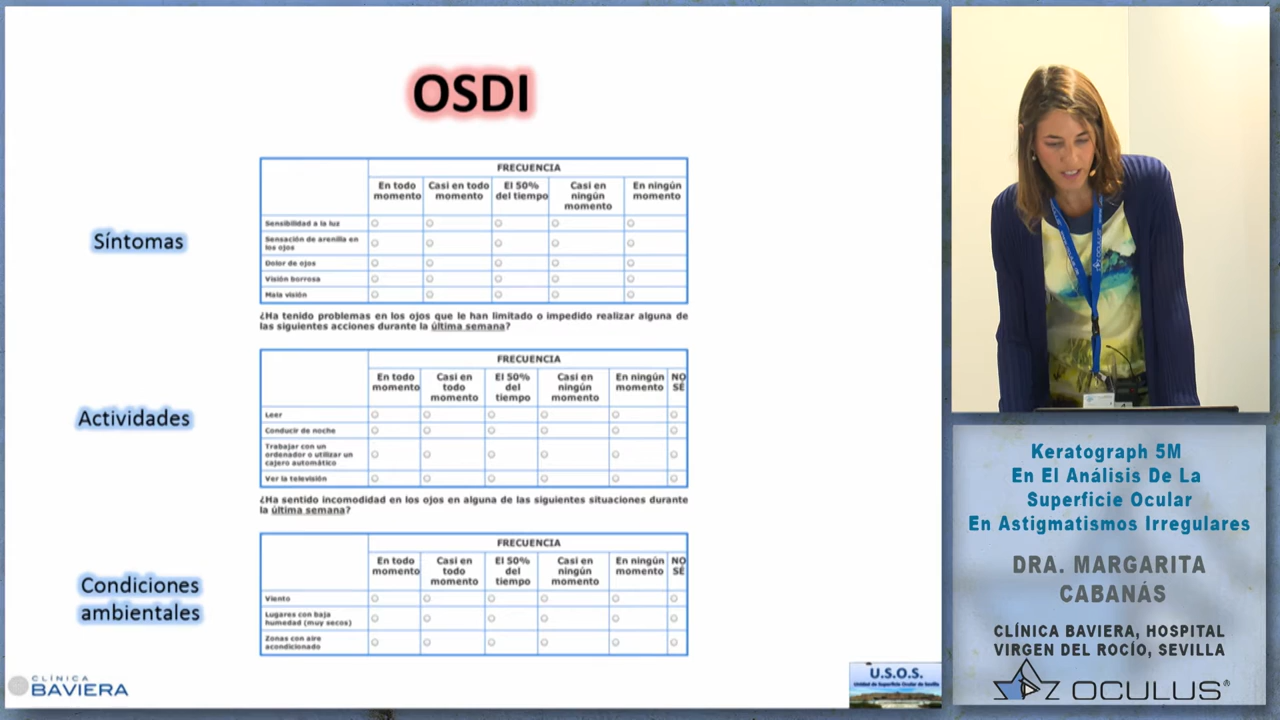 OSDI
Síntomas
FRECUENCIA
En todo momento
Casi en todo momento
El 50% del tiempo
Casi en ningún momento
En ningún momento
Sensibilidad a la luz
Sensación de arenilla en los ojos
Dolor de ojos
Visión borrosa
Mala visión
¿Ha tenido problemas en los ojos que le han limitado o impedido realizar alguna de
las siguientes acciones durante la última semana?
Actividades
FRECUENCIA
En todo momento
Casi en todo momento
El 50% del tiempo
Casi en ningún momento
En ningún momento
NO SÉ
Leer
Conducir de noche
Trabajar con un ordenador o utilizar un cajero automático
Ver la televisión
¿Ha sentido incomodidad en los ojos en alguna de las siguientes situaciones durante
la última semana?
Condiciones
ambientales
FRECUENCIA
En todo momento
Casi en todo momento
El 50% del tiempo
Casi en ningún momento
En ningún momento
NO SÉ
Viento
Lugares con baja humedad (muy secos)
Zonas con aire acondicionado
CLÍNICA
BAVIERA
U.S.O.S.
Unidad de Superficie Ocular de Sevilla
OCULUS
Keratograph 5M
En El Análisis De La
Superficie Ocular
En Astigmatismos Irregulares
DRA. MARGARITA
CABANÁS
CLÍNICA BAVIERA, HOSPITAL
VIRGEN DEL ROCÍO, SEVILLA
OCULUS®